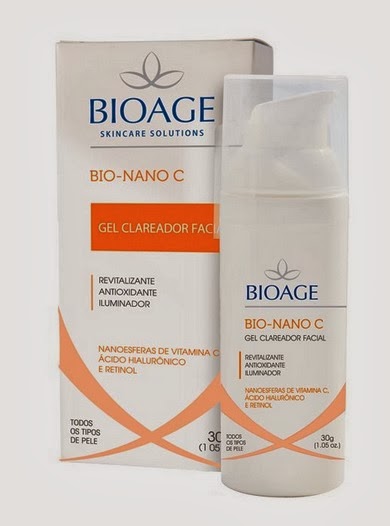 BIOAGE
SKINCARE SOLUTIONS
BIO-NANO C
GEL CLAREADOR FACIAL
REVITALIZANTE
ANTIOXIDANTE
ILUMINADOR
NANOESFERAS DE VITAMINA C,
ÁCIDO HIALURÔNICO
E RETINOL
TODOS
OS TIPOS
DE PELE
30
(1.05
BIOAGE
BIO-NANO C
GEL CLAREADOR FACIAL
REVITALIZANTE
ANTIOXIDANTE
ILUMINADOR
NANOESFERAS DE VITAMINA C,
ÁCIDO HIALURÔNICO
E RETINOL
TODOS
OS TIPOS
DE PELE
30g
(1.05 oz.)